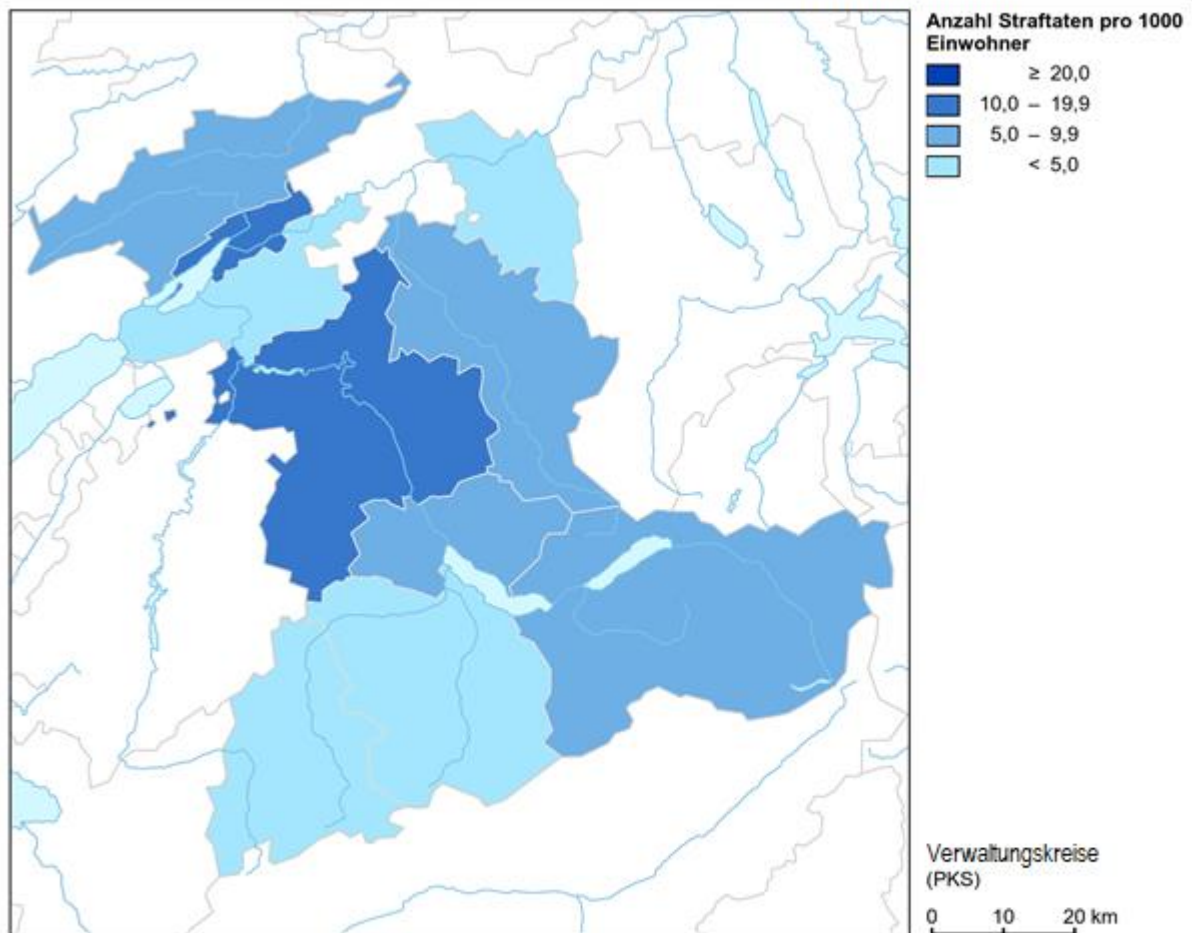 Anzahl Straftaten pro 1000
Einwohner
≥ 20,0
10,0 – 19,9
5,0 – 9,9
< 5,0
Verwaltungskreise
(PKS)
0 10 20 km